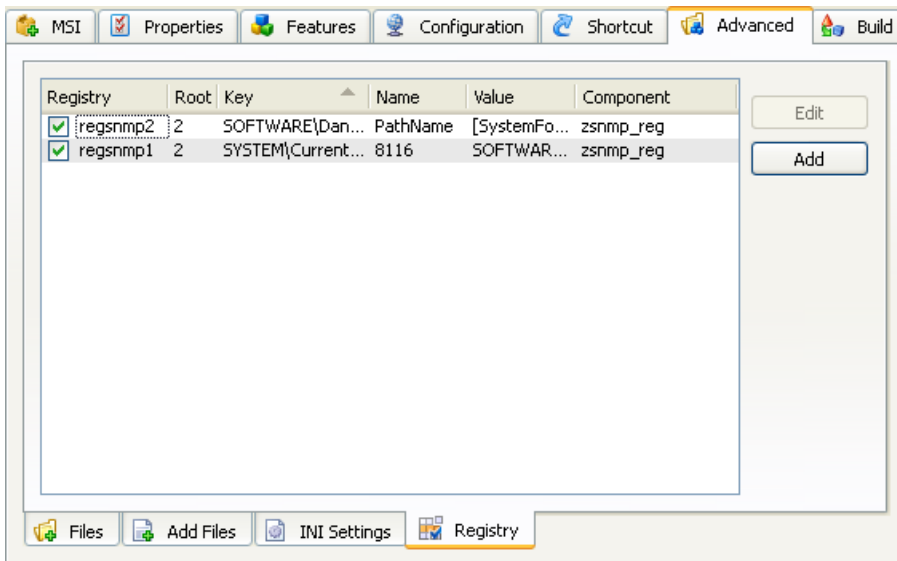 MSI Properties Features Configuration Shortcut Advanced Build
Registry Root Key Name Value Component
regsnmp2 2 SOFTWARE\Dan... PathName [SystemFo... zsnmp_reg
regsnmp1 2 SYSTEM\Current... 8116 SOFTWAR... zsnmp_reg
Edit
Add
Files Add Files INI Settings Registry